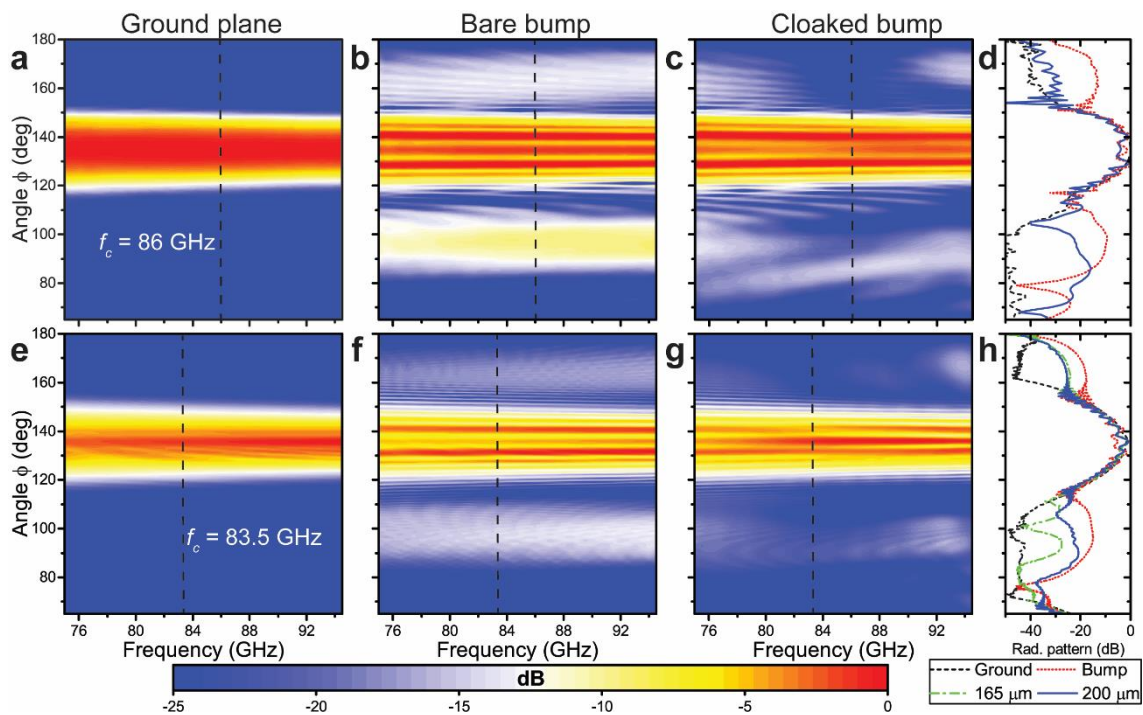 Ground plane Bare bump Cloaked bump
a b c d
180
160
140
120
100
80
Angle ϕ (deg)
f_c = 86 GHz
e f g h
180
160
140
120
100
80
Angle ϕ (deg)
f_c = 83.5 GHz
76 80 84 88 92 76 80 84 88 92 76 80 84 88 92 -40 -20 0
Frequency (GHz) Frequency (GHz) Frequency (GHz) Rad. pattern (dB)
dB
-25 -20 -15 -10 -5 0
Ground Bump
165 μm 200 μm